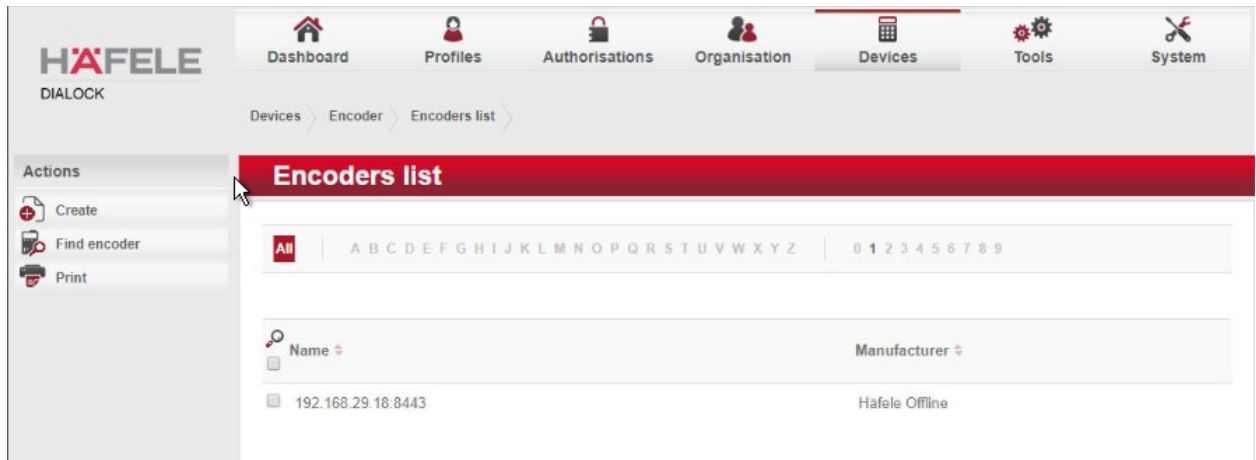 HÄFELE
DIALOCK
Dashboard Profiles Authorisations Organisation Devices Tools System
Devices Encoder Encoders list
Actions
Create
Find encoder
Print
Encoders list
All A B C D E F G H I J K L M N O P Q R S T U V W X Y Z 0 1 2 3 4 5 6 7 8 9
Name Manufacturer
192.168.29.18:8443 Häfele Offline